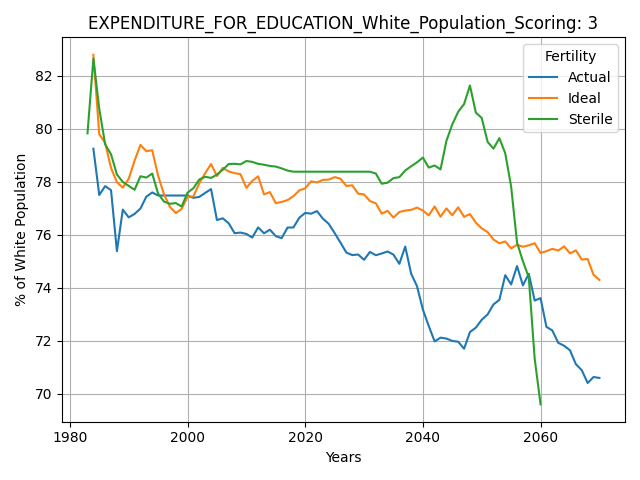 EXPENDITURE_FOR_EDUCATION_White_Population_Scoring: 3
Fertility
Actual
Ideal
Sterile
% of White Population
82
80
78
76
74
72
70
1980
2000
2020
2040
2060
Years